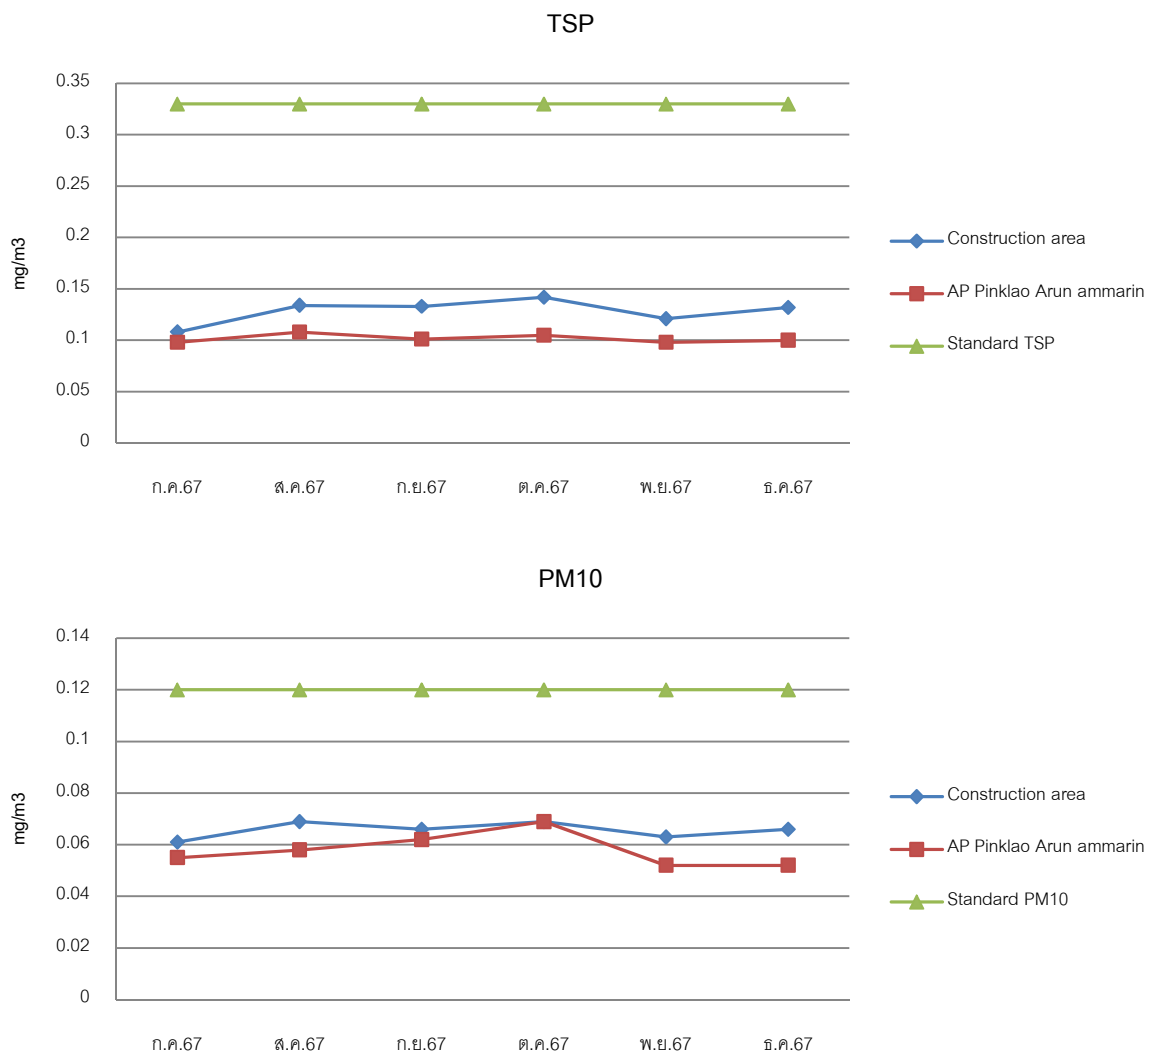 TSP
0.35
0.3
0.25
0.2
0.15
0.1
0.05
0
mg/m3
ก.ค.67 ส.ค.67 ก.ย.67 ต.ค.67 พ.ย.67 ธ.ค.67
Construction area
AP Pinklao Arun ammarin
Standard TSP
PM10
0.14
0.12
0.1
0.08
0.06
0.04
0.02
0
mg/m3
ก.ค.67 ส.ค.67 ก.ย.67 ต.ค.67 พ.ย.67 ธ.ค.67
Construction area
AP Pinklao Arun ammarin
Standard PM10